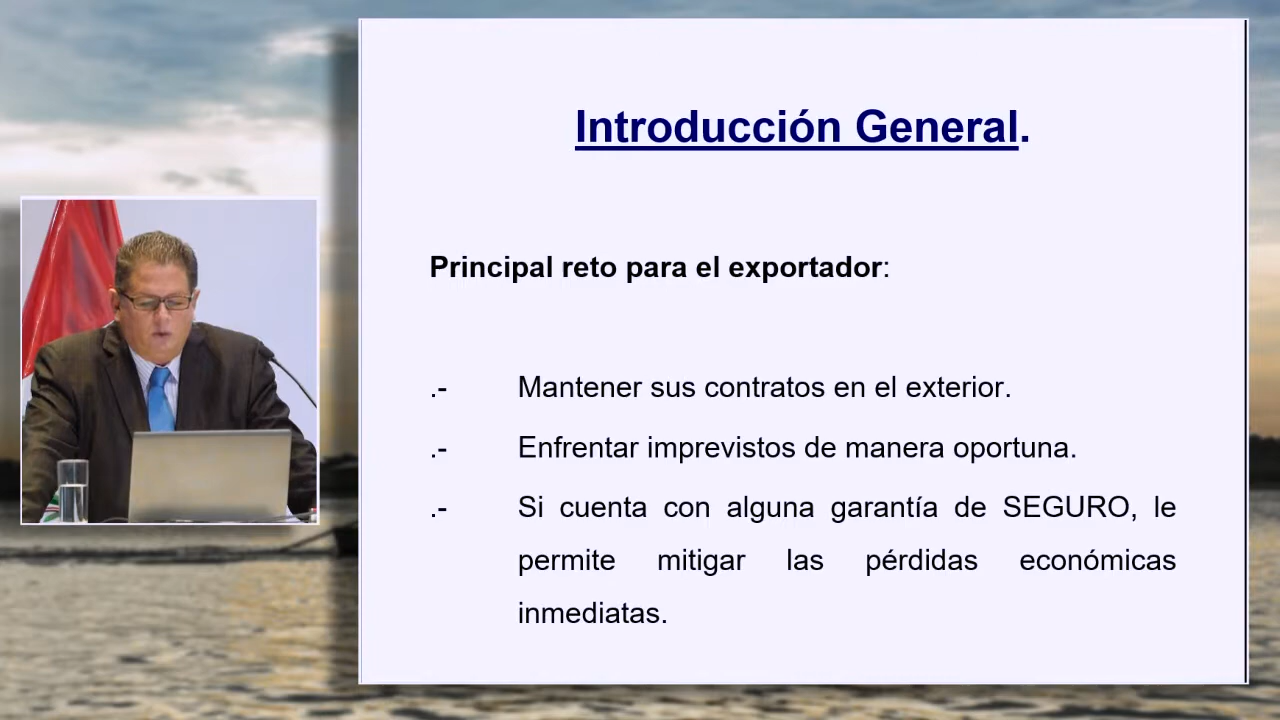 Introducción General.
Principal reto para el exportador:
.- Mantener sus contratos en el exterior.
.- Enfrentar imprevistos de manera oportuna.
.- Si cuenta con alguna garantía de SEGURO, le
permite mitigar las pérdidas económicas
inmediatas.